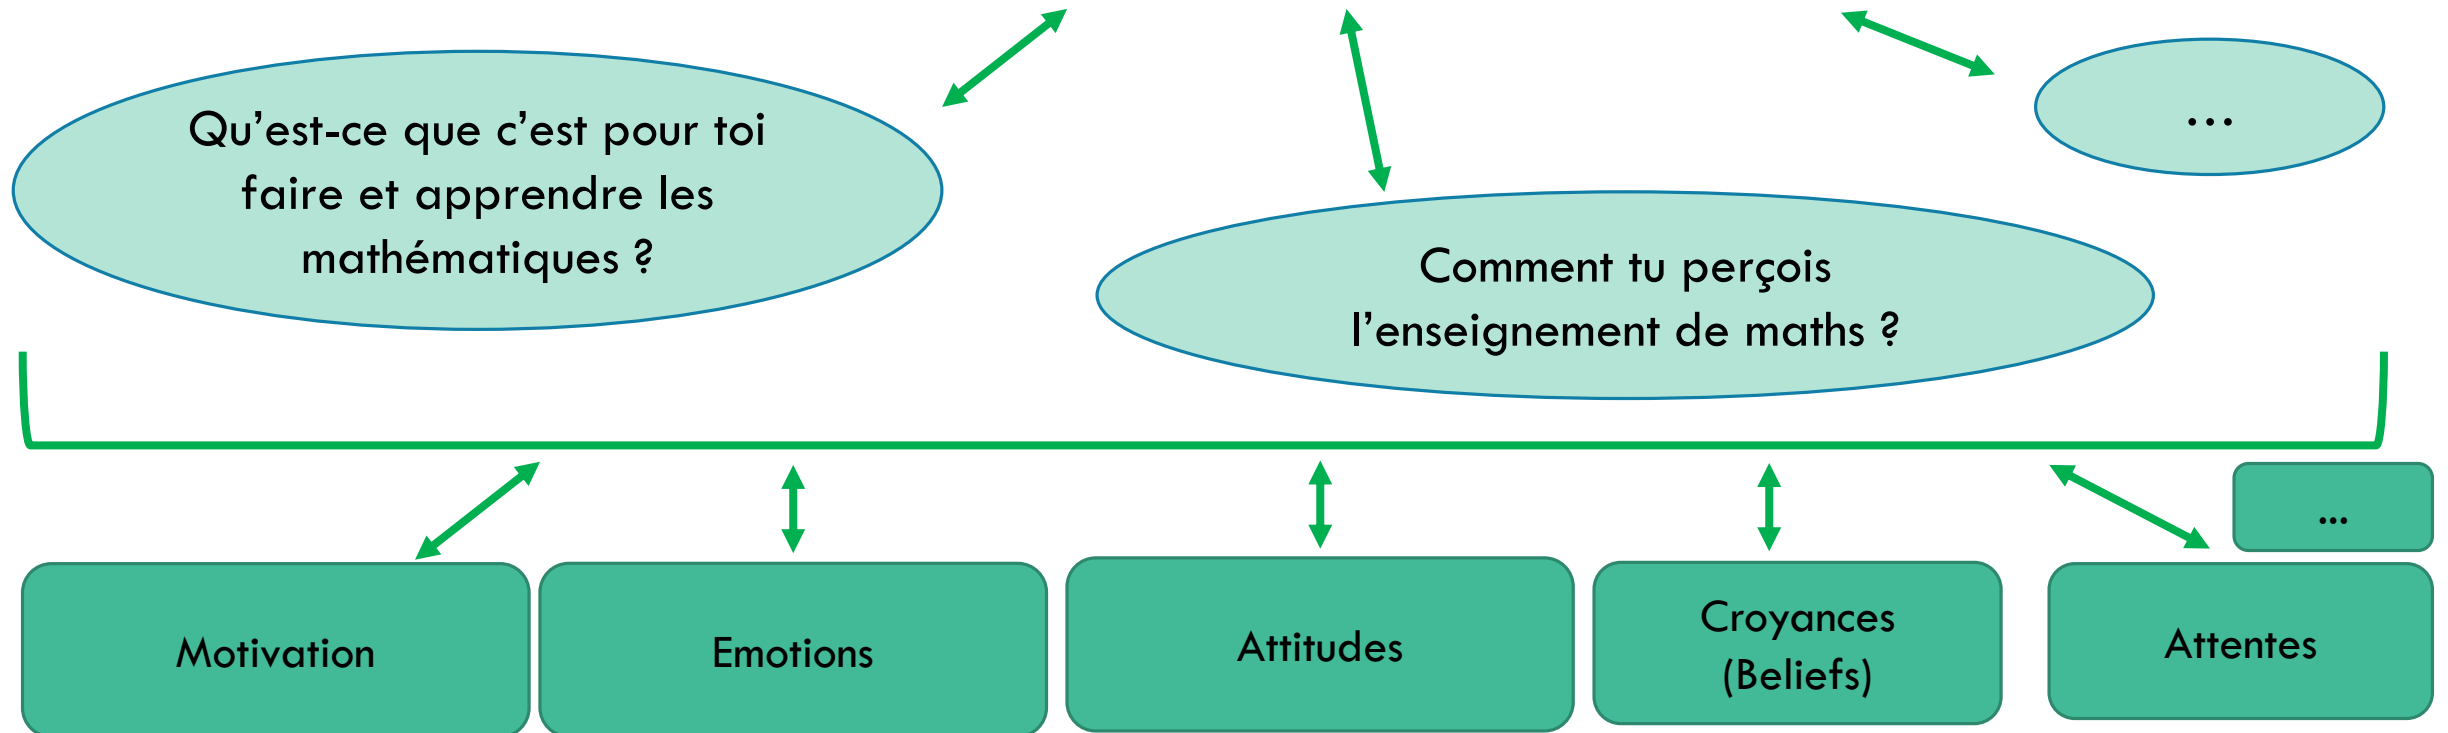 Qu’est-ce que c’est pour toi
faire et apprendre les
mathématiques ?
…
Comment tu perçois
l’enseignement de maths ?
...
Motivation
Emotions
Attitudes
Croyances
(Beliefs)
Attentes